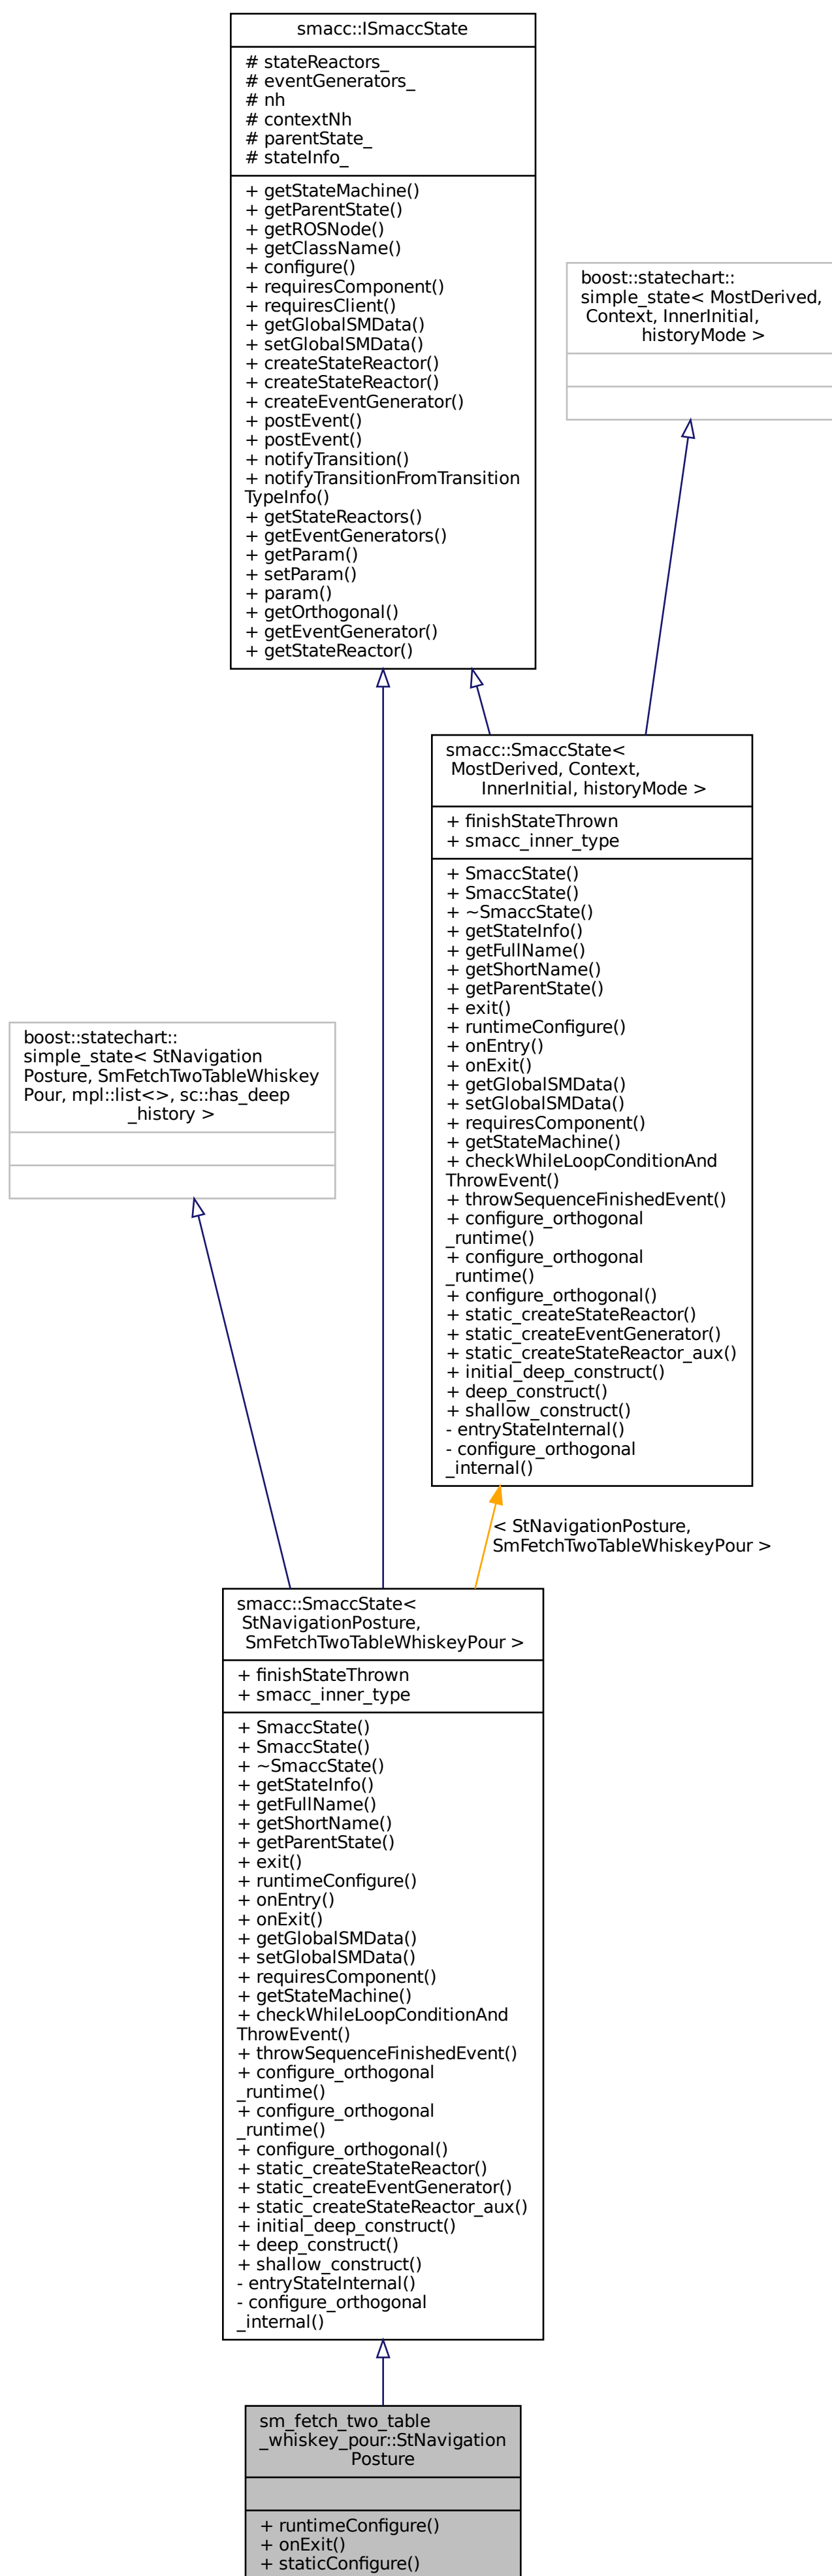 smacc::ISmaccState
# stateReactors_
# eventGenerators_
# nh
# contextNh
# parentState_
# stateInfo_
+ getStateMachine()
+ getParentState()
+ getROSNode()
+ getClassName()
+ configure()
+ requiresComponent()
+ requiresClient()
+ getGlobalSMData()
+ setGlobalSMData()
+ createStateReactor()
+ createStateReactor()
+ createEventGenerator()
+ postEvent()
+ postEvent()
+ notifyTransition()
+ notifyTransitionFromTransition
TypeInfo()
+ getStateReactors()
+ getEventGenerators()
+ getParam()
+ setParam()
+ param()
+ getOrthogonal()
+ getEventGenerator()
+ getStateReactor()
boost::statechart::
simple_state< MostDerived,
Context, InnerInitial,
historyMode >
smacc::SmaccState<
MostDerived, Context,
InnerInitial, historyMode >
+ finishStateThrown
+ smacc_inner_type
+ SmaccState()
+ SmaccState()
+ ~SmaccState()
+ getStateInfo()
+ getFullName()
+ getShortName()
+ getParentState()
+ exit()
+ runtimeConfigure()
+ onEntry()
+ onExit()
+ getGlobalSMData()
+ setGlobalSMData()
+ requiresComponent()
+ getStateMachine()
+ checkWhileLoopConditionAnd
ThrowEvent()
+ throwSequenceFinishedEvent()
+ configure_orthogonal
_runtime()
+ configure_orthogonal
_runtime()
+ configure_orthogonal()
+ static_createStateReactor()
+ static_createEventGenerator()
+ static_createStateReactor_aux()
+ initial_deep_construct()
+ deep_construct()
+ shallow_construct()
- entryStateInternal()
- configure_orthogonal
_internal()
boost::statechart::
simple_state< StNavigation
Posture, SmFetchTwoTableWhiskey
Pour, mpl::list<>, sc::has_deep
_history >
< StNavigationPosture,
SmFetchTwoTableWhiskeyPour >
smacc::SmaccState<
StNavigationPosture,
SmFetchTwoTableWhiskeyPour >
+ finishStateThrown
+ smacc_inner_type
+ SmaccState()
+ SmaccState()
+ ~SmaccState()
+ getStateInfo()
+ getFullName()
+ getShortName()
+ getParentState()
+ exit()
+ runtimeConfigure()
+ onEntry()
+ onExit()
+ getGlobalSMData()
+ setGlobalSMData()
+ requiresComponent()
+ getStateMachine()
+ checkWhileLoopConditionAnd
ThrowEvent()
+ throwSequenceFinishedEvent()
+ configure_orthogonal
_runtime()
+ configure_orthogonal
_runtime()
+ configure_orthogonal()
+ static_createStateReactor()
+ static_createEventGenerator()
+ static_createStateReactor_aux()
+ initial_deep_construct()
+ deep_construct()
+ shallow_construct()
- entryStateInternal()
- configure_orthogonal
_internal()
sm_fetch_two_table
_whiskey_pour::StNavigation
Posture
+ runtimeConfigure()
+ onExit()
+ staticConfigure()